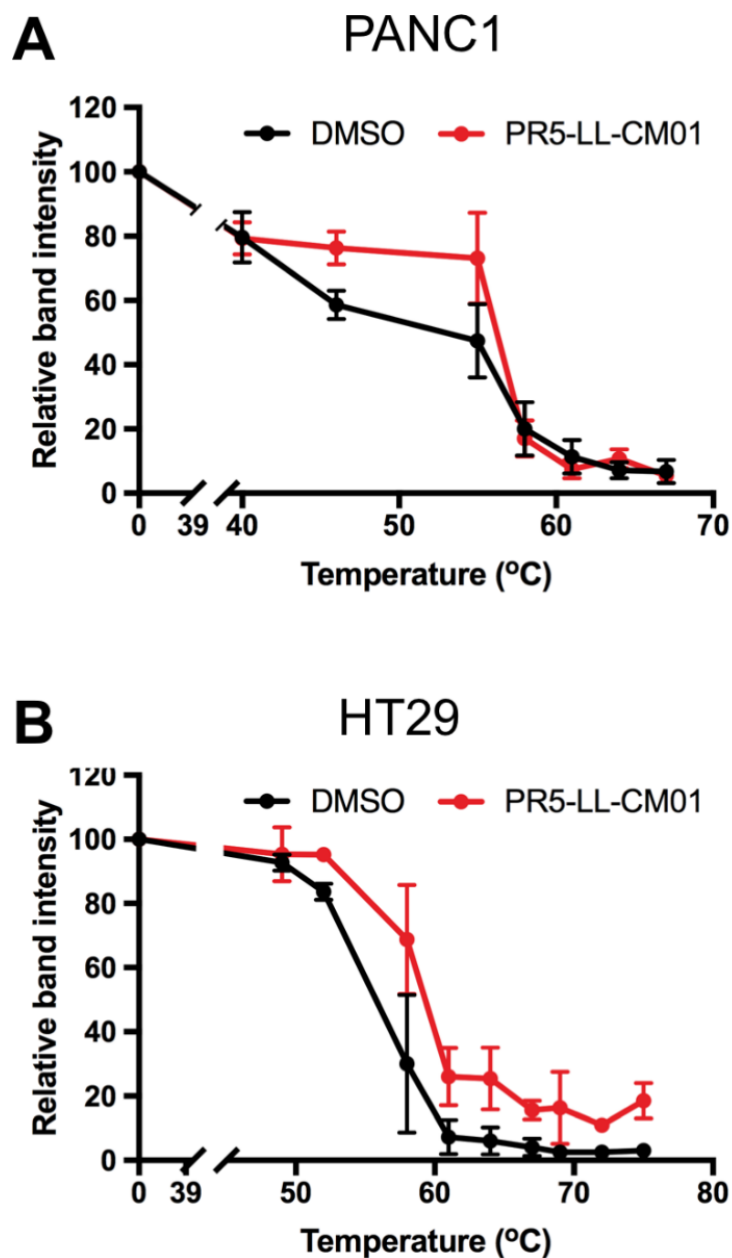 A
PANC1
120
100
80
60
40
20
0
Relative band intensity
DMSO
PR5-LL-CM01
0 39 40 50 60 70
Temperature (ºC)
B
HT29
120
100
80
60
40
20
0
Relative band intensity
DMSO
PR5-LL-CM01
0 39 50 60 70 80
Temperature (ºC)